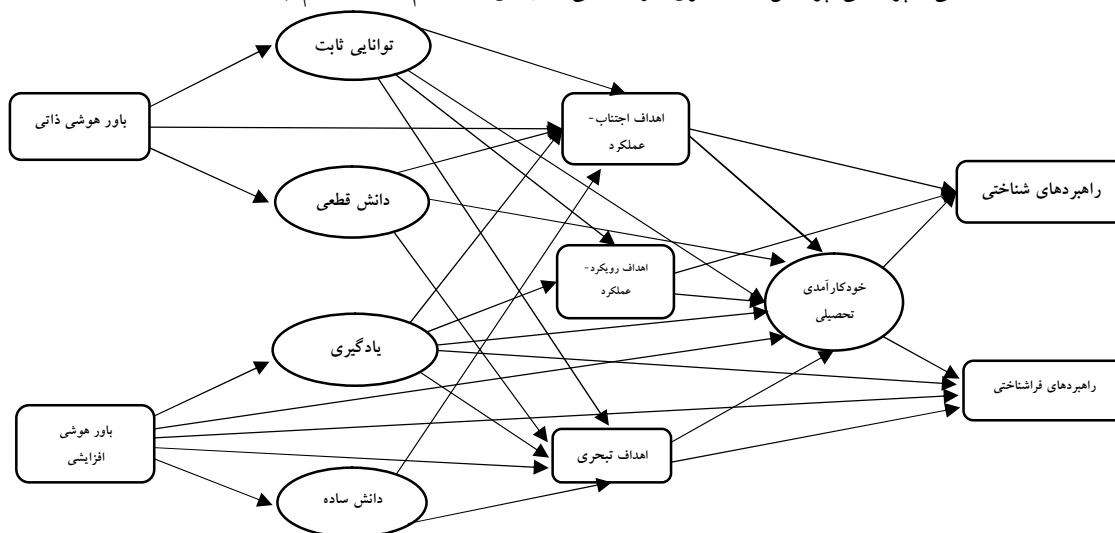 توانایی ثابت
باور هوشی ذاتی
اهداف اجتناب-
عملکرد
راهبردهای شناختی
دانش قطعی
اهداف رویکرد-
عملکرد
خودکارآمدی
تحصیلی
یادگیری
راهبردهای فراشناختی
باور هوشی
افزایشی
اهداف تبحری
دانش ساده